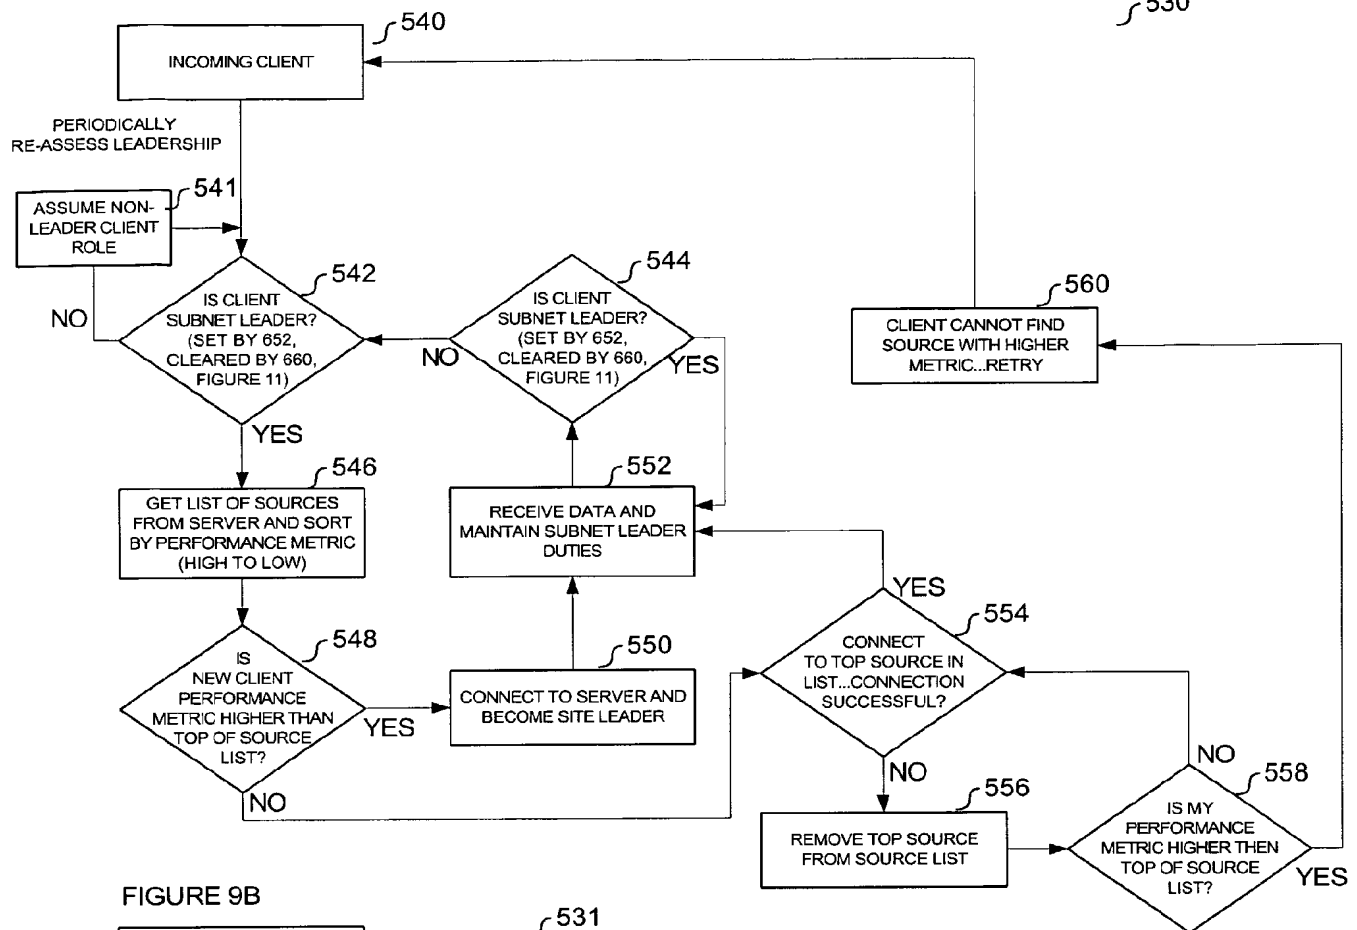 530
540
INCOMING CLIENT
PERIODICALLY
RE-ASSESS LEADERSHIP
541
ASSUME NON-
LEADER CLIENT
ROLE
542
IS CLIENT
SUBNET LEADER?
(SET BY 652,
CLEARED BY 660,
FIGURE 11)
NO
YES
544
IS CLIENT
SUBNET LEADER?
(SET BY 652,
CLEARED BY 660,
FIGURE 11)
NO
YES
560
CLIENT CANNOT FIND
SOURCE WITH HIGHER
METRIC...RETRY
546
GET LIST OF SOURCES
FROM SERVER AND SORT
BY PERFORMANCE METRIC
(HIGH TO LOW)
552
RECEIVE DATA AND
MAINTAIN SUBNET LEADER
DUTIES
548
IS
NEW CLIENT
PERFORMANCE
METRIC HIGHER THAN
TOP OF SOURCE
LIST?
YES
NO
550
CONNECT TO SERVER AND
BECOME SITE LEADER
YES
554
CONNECT
TO TOP SOURCE IN
LIST...CONNECTION
SUCCESSFUL?
NO
556
REMOVE TOP SOURCE
FROM SOURCE LIST
NO
558
IS MY
PERFORMANCE
METRIC HIGHER THEN
TOP OF SOURCE
LIST?
YES
FIGURE 9B
531